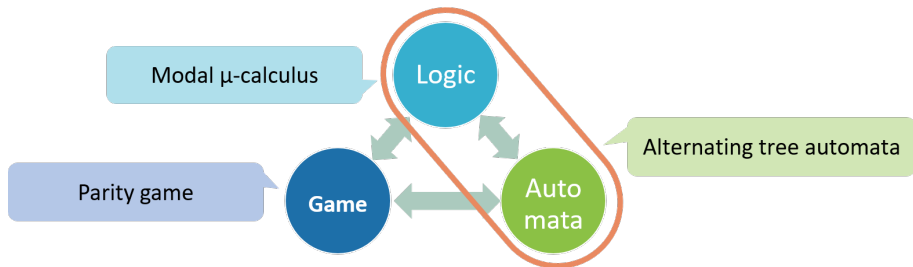 Modal μ-calculus
Logic
Alternating tree automata
Parity game
Game
Auto
mata